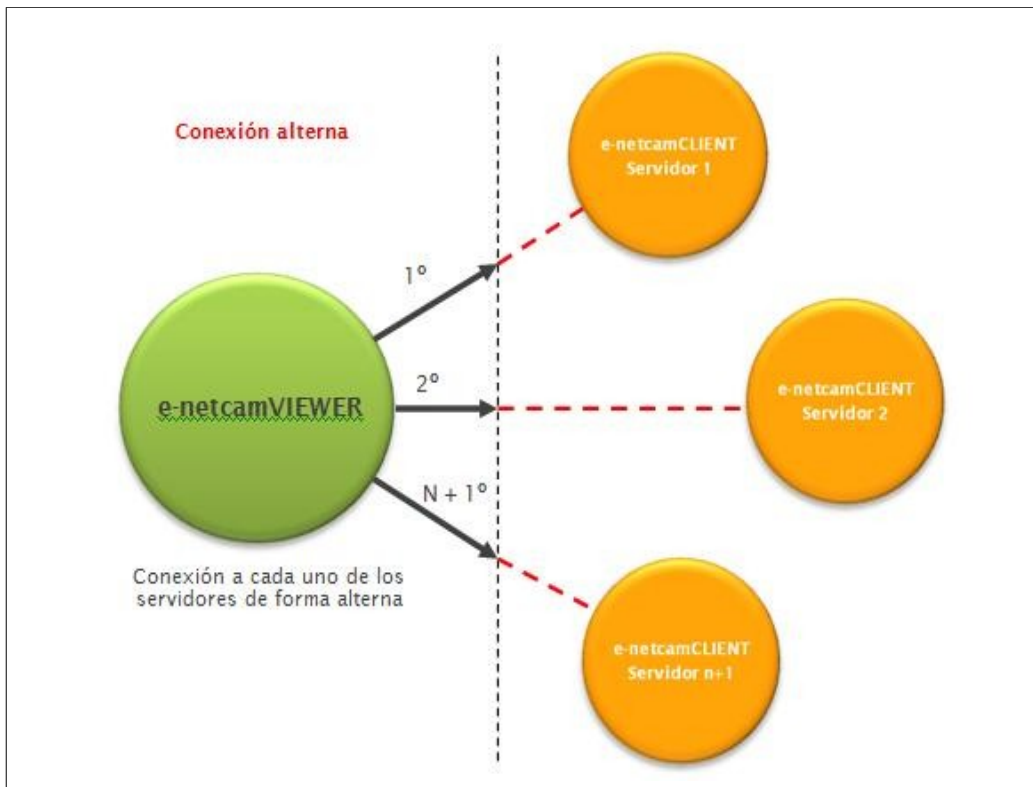 Conexión alterna
e-netcamCLIENT
Servidor 1
1º
e-netcamVIEWER
2º
e-netcamCLIENT
Servidor 2
N + 1º
Conexión a cada uno de los
servidores de forma alterna
e-netcamCLIENT
Servidor n+1